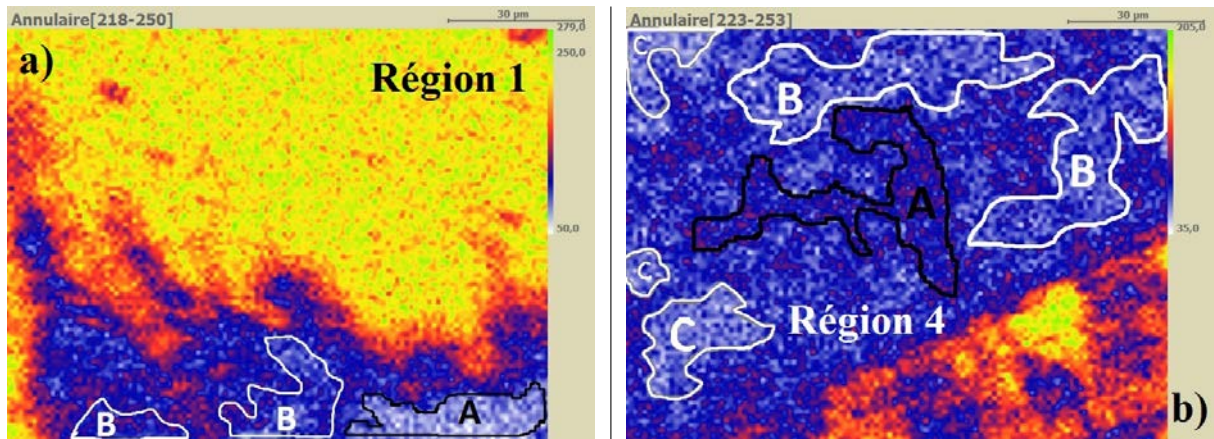 Annulaire[218-250]
30 µm
279,0
250,0
50,0
a)
Région 1
B
B
A
Annulaire[223-253]
30 µm
205,0
35,0
C
B
B
A
C
C
Région 4
b)